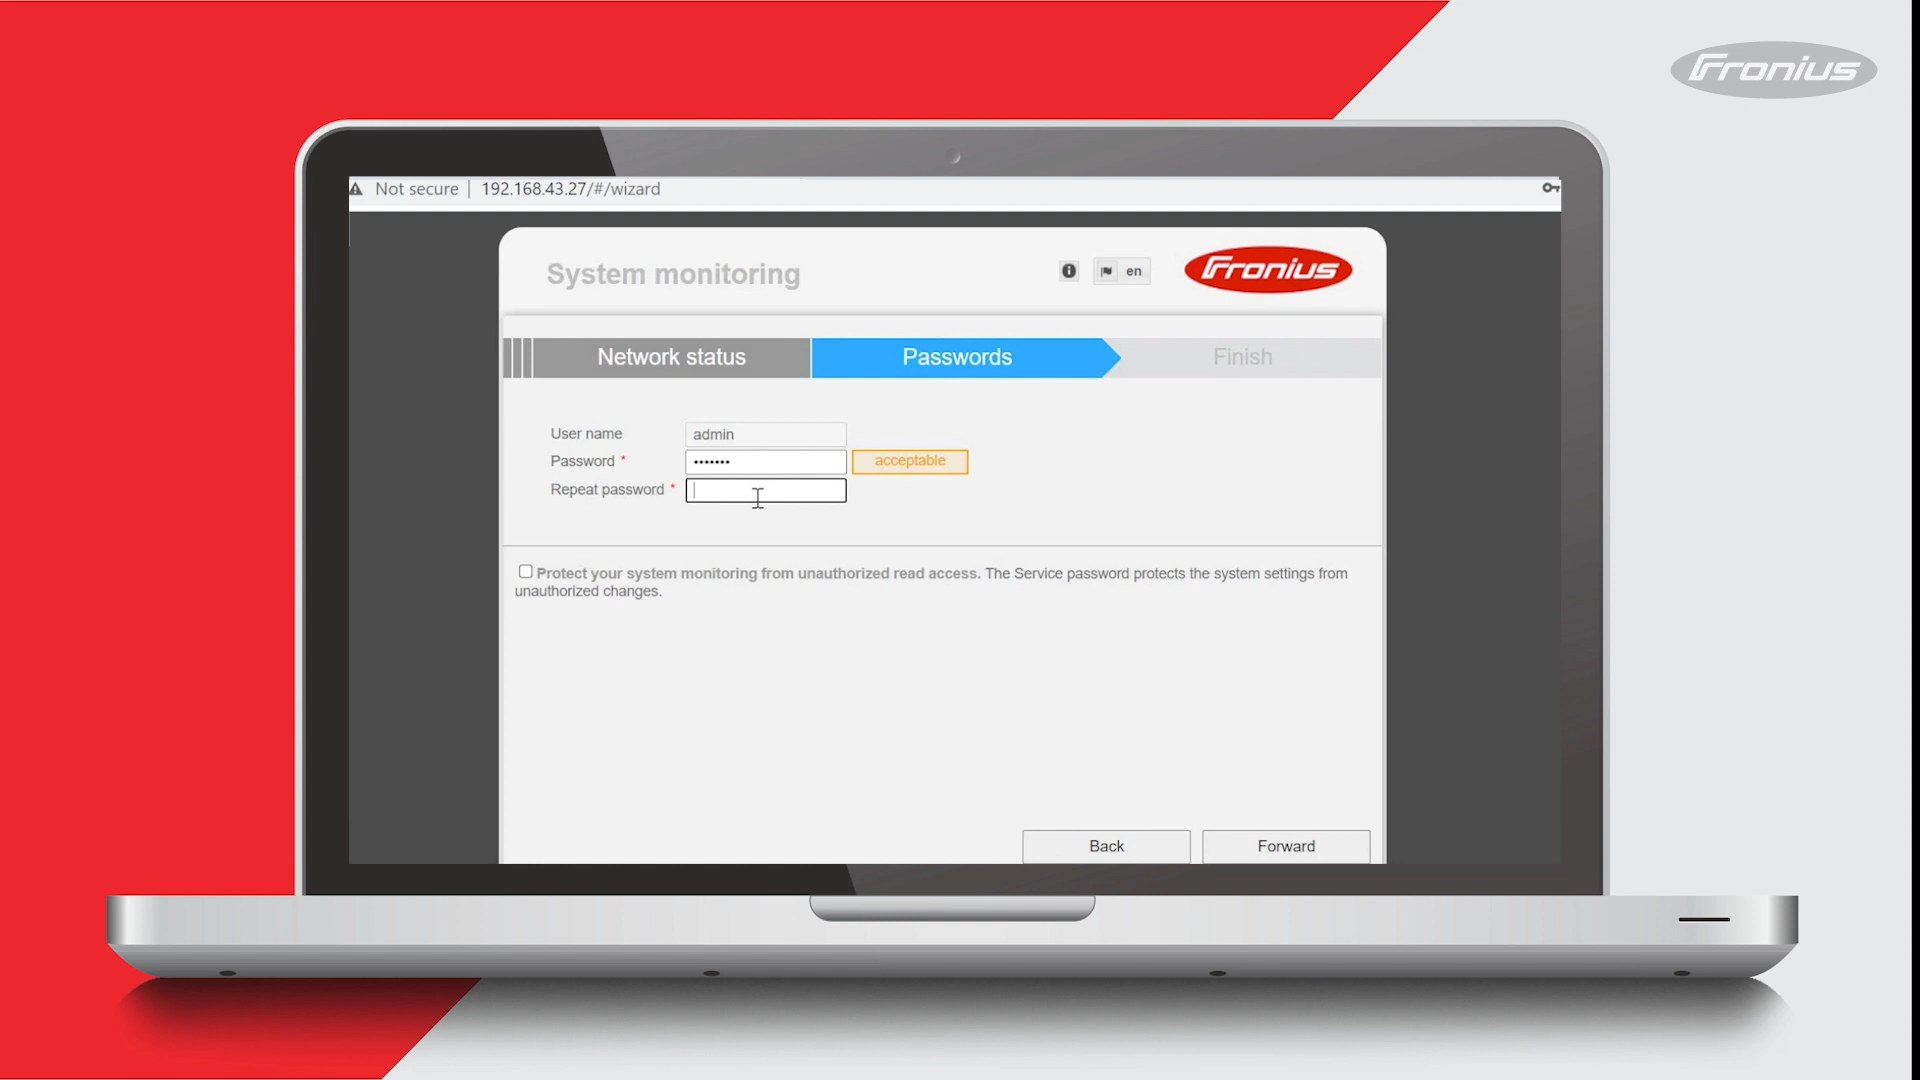 Fronius
Not secure | 192.168.43.27/#/wizard
System monitoring
en
Fronius
Network status
Passwords
Finish
User name
admin
Password *
•••••••
acceptable
Repeat password *
Protect your system monitoring from unauthorized read access. The Service password protects the system settings from
unauthorized changes.
Back
Forward